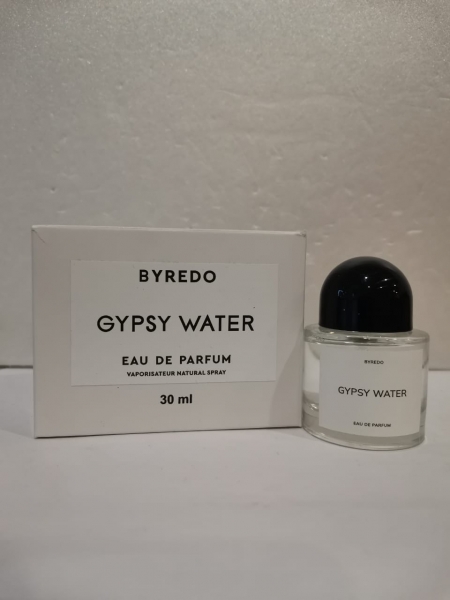 BYREDO
GYPSY WATER
EAU DE PARFUM
VAPORISATEUR NATURAL SPRAY
30 ml
BYREDO
GYPSY WATER
EAU DE PARFUM